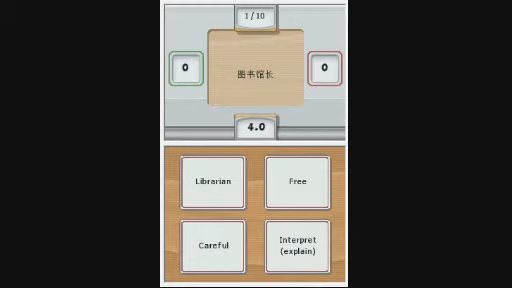 1/10
0
图书馆长
0
4.0
Librarian
Free
Careful
Interpret
(explain)